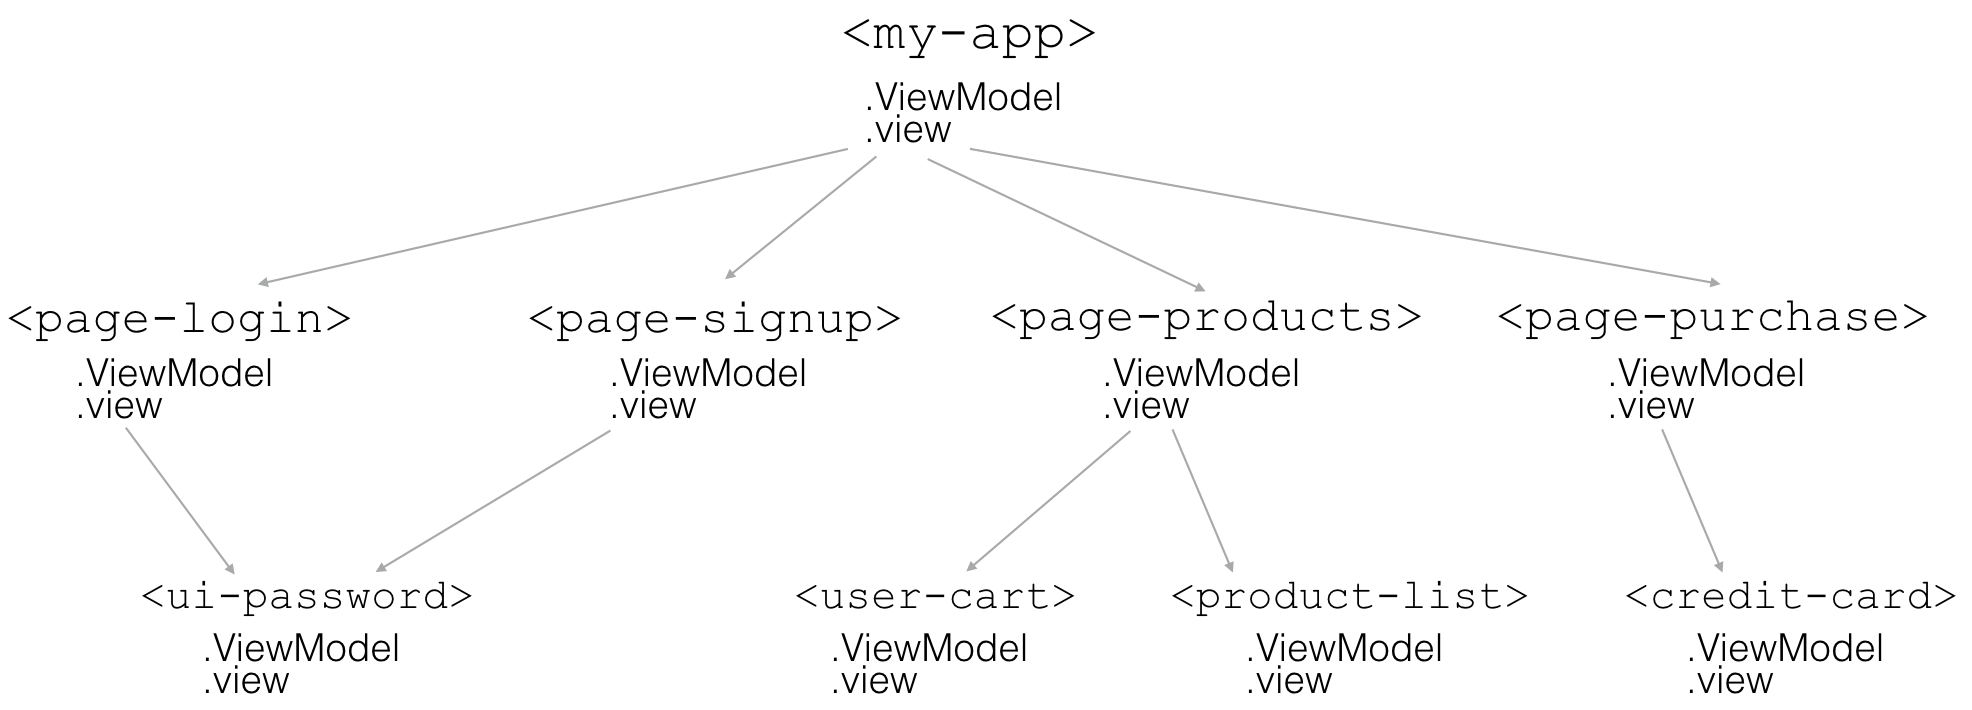 <my-app>
.ViewModel
.view
<page-login>
.ViewModel
.view
<page-signup>
.ViewModel
.view
<page-products>
.ViewModel
.view
<page-purchase>
.ViewModel
.view
<ui-password>
.ViewModel
.view
<user-cart>
.ViewModel
.view
<product-list>
.ViewModel
.view
<credit-card>
.ViewModel
.view